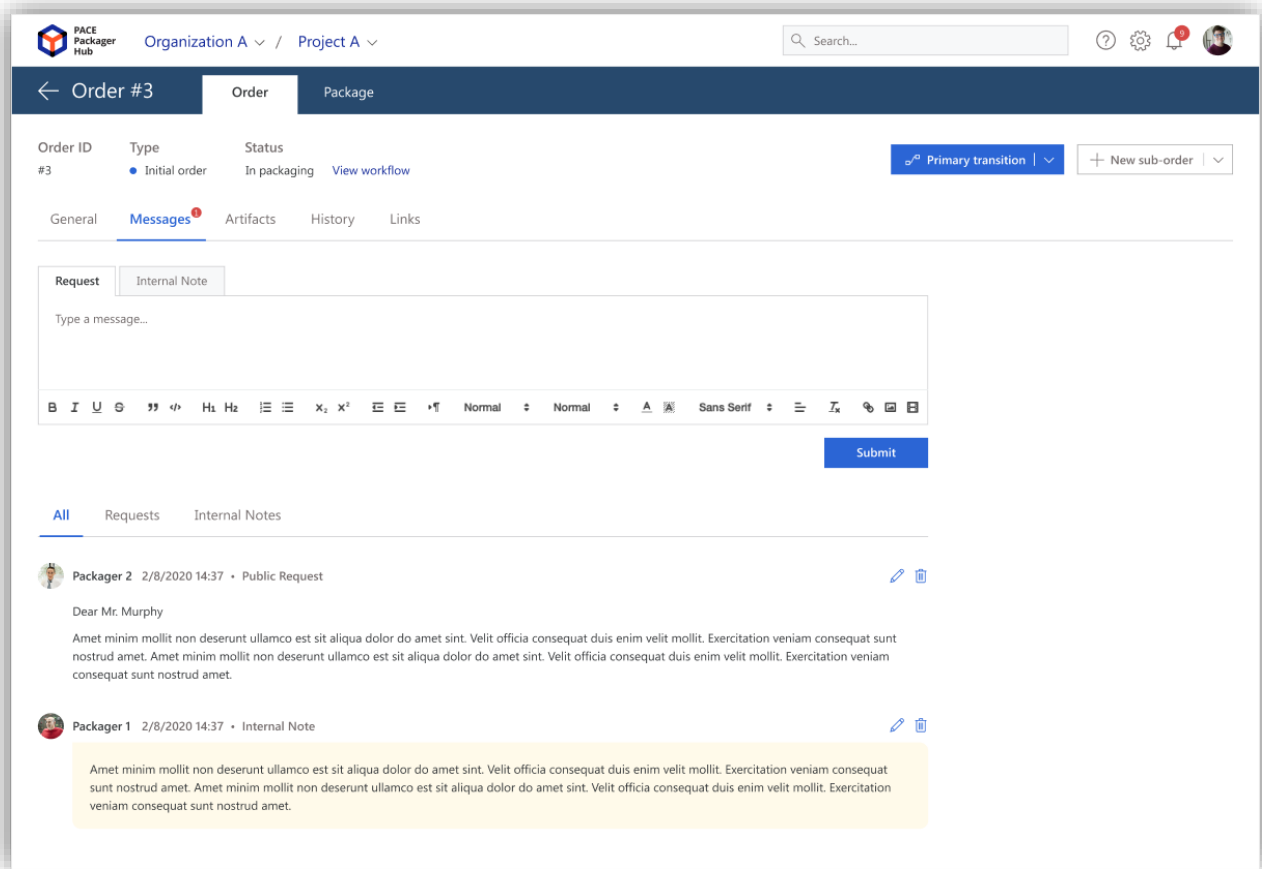 PACE
Packager
Hub
Organization A / Project A
Search...
9
Order #3
Order
Package
Order ID
Type
Status
#3
Initial order
In packaging
View workflow
Primary transition
New sub-order
General
Messages
1
Artifacts
History
Links
Request
Internal Note
Type a message...
B I U S H1 H2 X2 X2 Normal Normal A A Sans Serif Tx
Submit
All
Requests
Internal Notes
Packager 2 2/8/2020 14:37 • Public Request
Dear Mr. Murphy
Amet minim mollit non deserunt ullamco est sit aliqua dolor do amet sint. Velit officia consequat duis enim velit mollit. Exercitation veniam consequat sunt
nostrud amet. Amet minim mollit non deserunt ullamco est sit aliqua dolor do amet sint. Velit officia consequat duis enim velit mollit. Exercitation veniam
consequat sunt nostrud amet.
Packager 1 2/8/2020 14:37 • Internal Note
Amet minim mollit non deserunt ullamco est sit aliqua dolor do amet sint. Velit officia consequat duis enim velit mollit. Exercitation veniam consequat
sunt nostrud amet. Amet minim mollit non deserunt ullamco est sit aliqua dolor do amet sint. Velit officia consequat duis enim velit mollit. Exercitation
veniam consequat sunt nostrud amet.